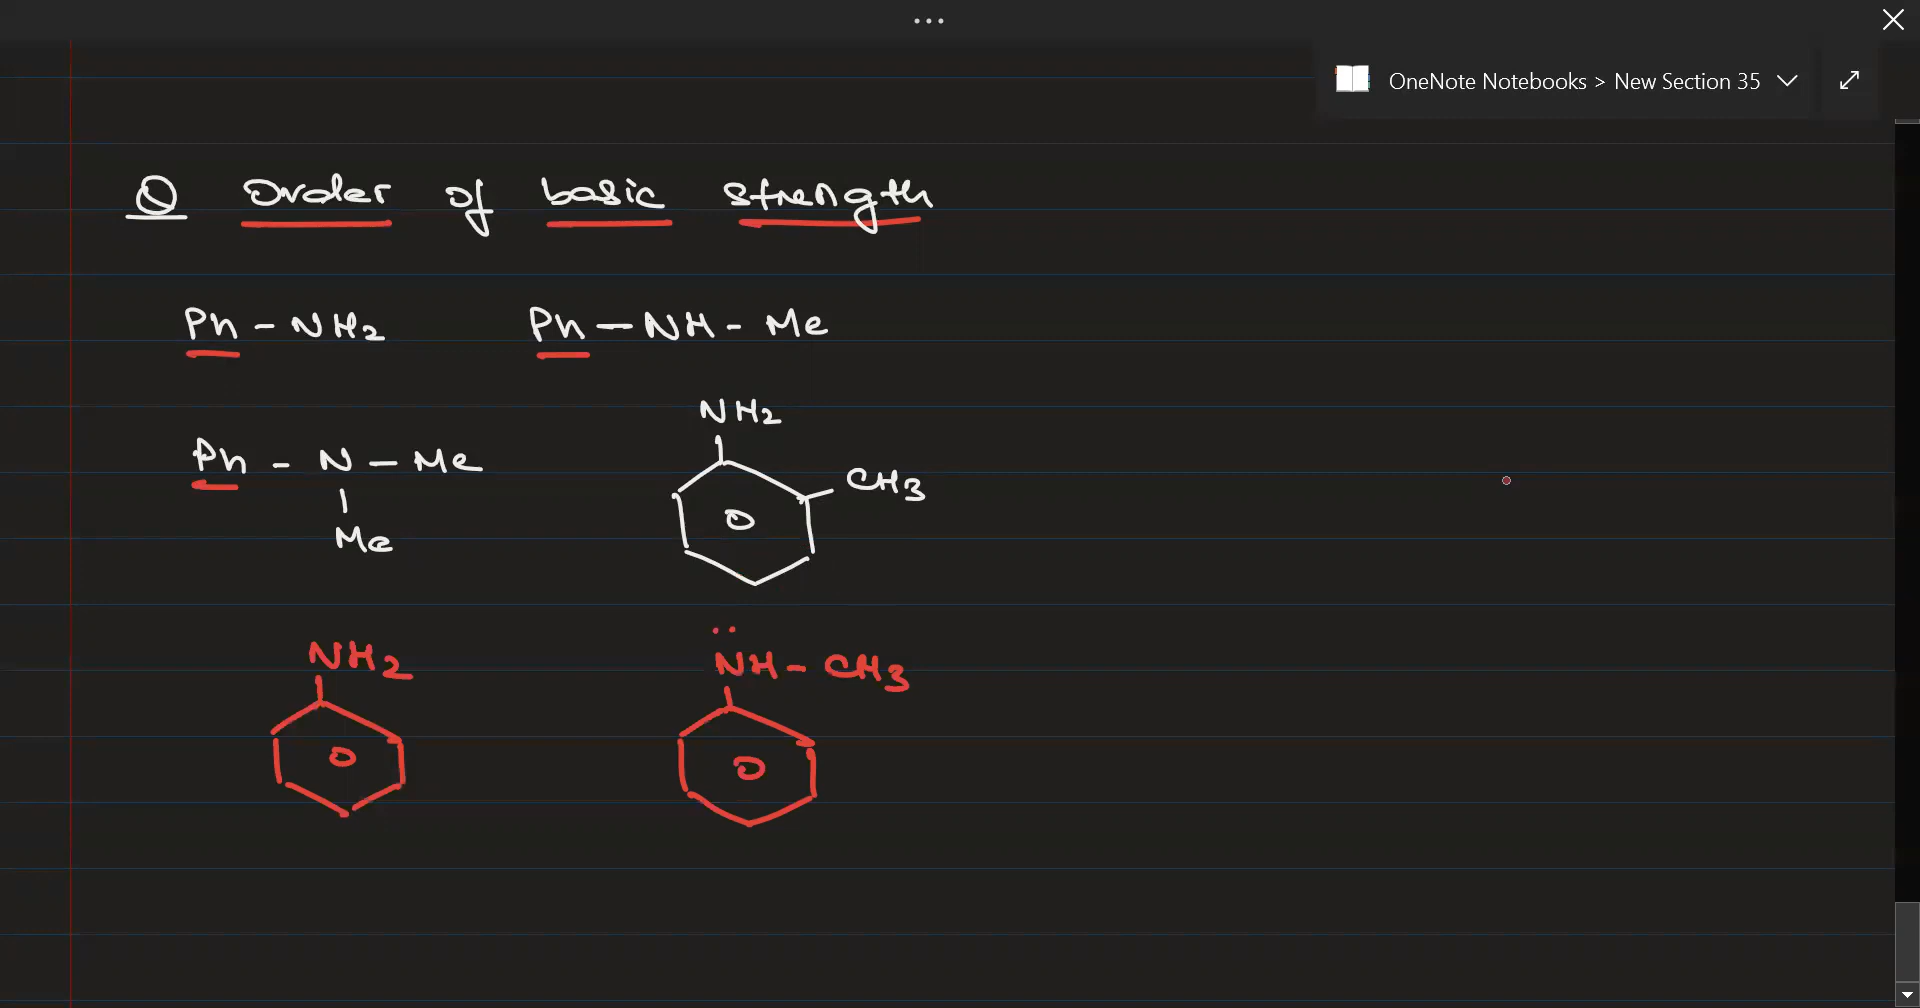 OneNote Notebooks > New Section 35
Q Order of basic strength
Ph - NH2 Ph - NH - Me
NH2
Ph - N - Me CH3
Me
NH2 NH - CH3